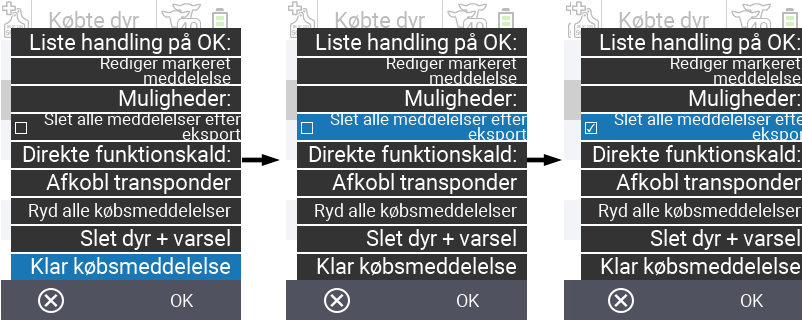 Købte dyr
Liste handling på OK:
Rediger markeret
meddelelse
Muligheder:
Slet alle meddelelser efter
eksport
Direkte funktionskald:
Afkobl transponder
Ryd alle købsmeddelelser
Slet dyr + varsel
Klar købsmeddelelse
OK
Købte dyr
Liste handling på OK:
Rediger markeret
meddelelse
Muligheder:
Slet alle meddelelser efter
eksport
Direkte funktionskald:
Afkobl transponder
Ryd alle købsmeddelelser
Slet dyr + varsel
Klar købsmeddelelse
OK
Købte dyr
Liste handling på OK:
Rediger markeret
meddelelse
Muligheder:
Slet alle meddelelser efter
eksport
Direkte funktionskald:
Afkobl transponder
Ryd alle købsmeddelelser
Slet dyr + varsel
Klar købsmeddelelse
OK